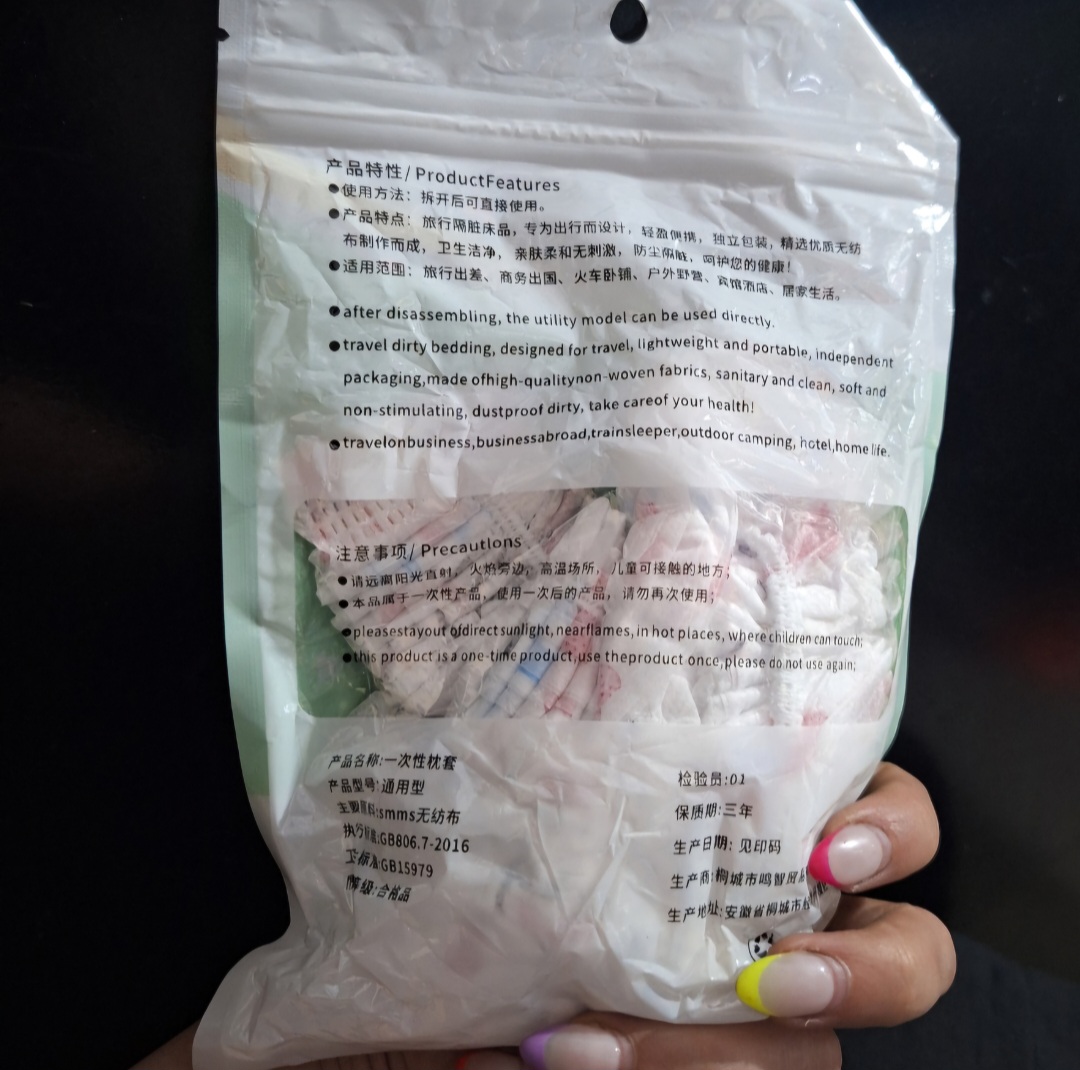 产品特性/ProductFeatures
●使用方法：拆开后可直接使用。
●产品特点：旅行隔脏床品，专为出行而设计，轻盈便携，独立包装，精选优质无纺
布制作而成，卫生洁净，亲肤柔和无刺激，防尘隔脏，呵护您的健康！
●适用范围：旅行出差、商务出国、火车卧铺、户外野营、宾馆酒店、居家生活。
●after disassembling, the utility model can be used directly.
●travel dirty bedding, designed for travel, lightweight and portable, independent
packaging,made ofhigh-qualitynon-woven fabrics, sanitary and clean, soft and
non-stimulating, dustproof dirty, take careof your health!
●travelonbusiness,businessabroad,trainsleeper,outdoor camping, hotel,home life.
注意事项/Precautions
●请远离阳光直射，火焰旁边，高温场所，儿童可接触的地方；
●本品属于一次性产品，使用一次后的产品，请勿再次使用；
●pleasestayout ofdirect sunlight, nearflames, in hot places, where children can touch;
●this product is a one-time product,use theproduct once,please do not use again;
产品名称:一次性枕套
产品型号:通用型
主要原料:smms无纺布
执行标准:GB806.7-2016
标准:GB15979
等级:合格品
检验员:01
保质期:三年
生产日期：见印码
生产商:桐城市鸣智贸
生产地址:安徽省桐城市